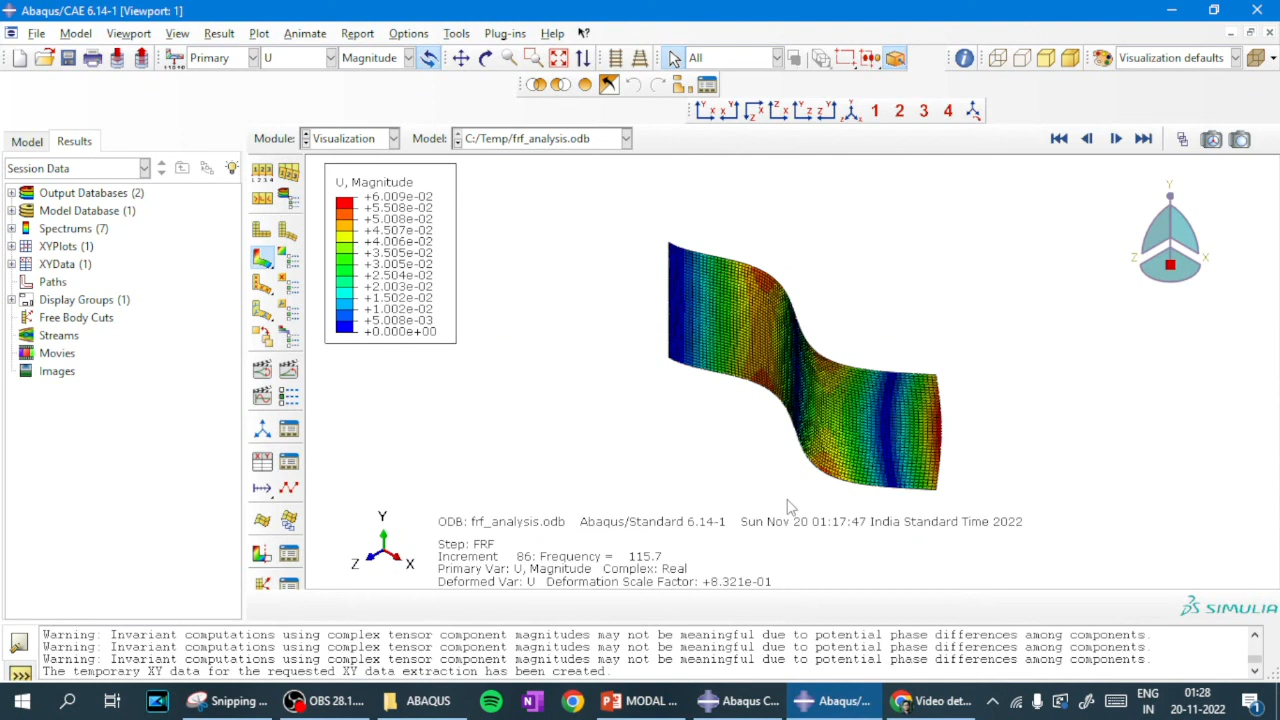 Abaqus/CAE 6.14-1 [Viewport: 1]
File Model Viewport View Result Plot Animate Report Options Tools Plug-ins Help
Primary U Magnitude All Visualization defaults
1 2 3 4
Model Results Module: Visualization Model: C:/Temp/frf_analysis.odb
Session Data
Output Databases (2)
Model Database (1)
Spectrums (7)
XYPlots (1)
XYData (1)
Paths
Display Groups (1)
Free Body Cuts
Streams
Movies
Images
U, Magnitude
+6.009e-02
+5.508e-02
+5.008e-02
+4.507e-02
+4.006e-02
+3.505e-02
+3.005e-02
+2.504e-02
+2.003e-02
+1.502e-02
+1.002e-02
+5.008e-03
+0.000e+00
Y
Z X
Y
Z X
ODB: frf_analysis.odb Abaqus/Standard 6.14-1 Sun Nov 20 01:17:47 India Standard Time 2022
Step: FRF
Increment 86: Frequency = 115.7
Primary Var: U, Magnitude Complex: Real
Deformed Var: U Deformation Scale Factor: +8.321e-01
SIMULIA
Warning: Invariant computations using complex tensor component magnitudes may not be meaningful due to potential phase differences among components.
Warning: Invariant computations using complex tensor component magnitudes may not be meaningful due to potential phase differences among components.
Warning: Invariant computations using complex tensor component magnitudes may not be meaningful due to potential phase differences among components.
The temporary XY data for the requested XY data extraction has been created.
Snipping ... OBS 28.1.... ABAQUS MODAL ... Abaqus C... Abaqus/... Video det...
ENG
IN
01:28
20-11-2022